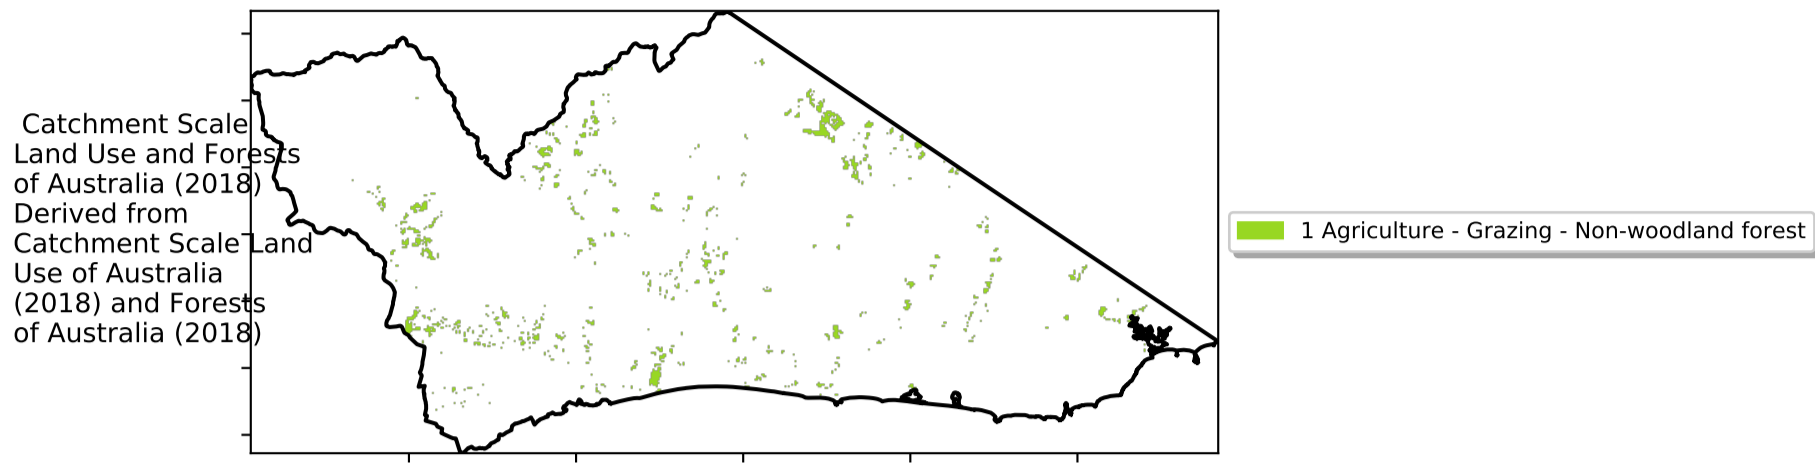 Catchment Scale
Land Use and Forests
of Australia (2018)
Derived from
Catchment Scale Land
Use of Australia
(2018) and Forests
of Australia (2018)
1 Agriculture - Grazing - Non-woodland forest